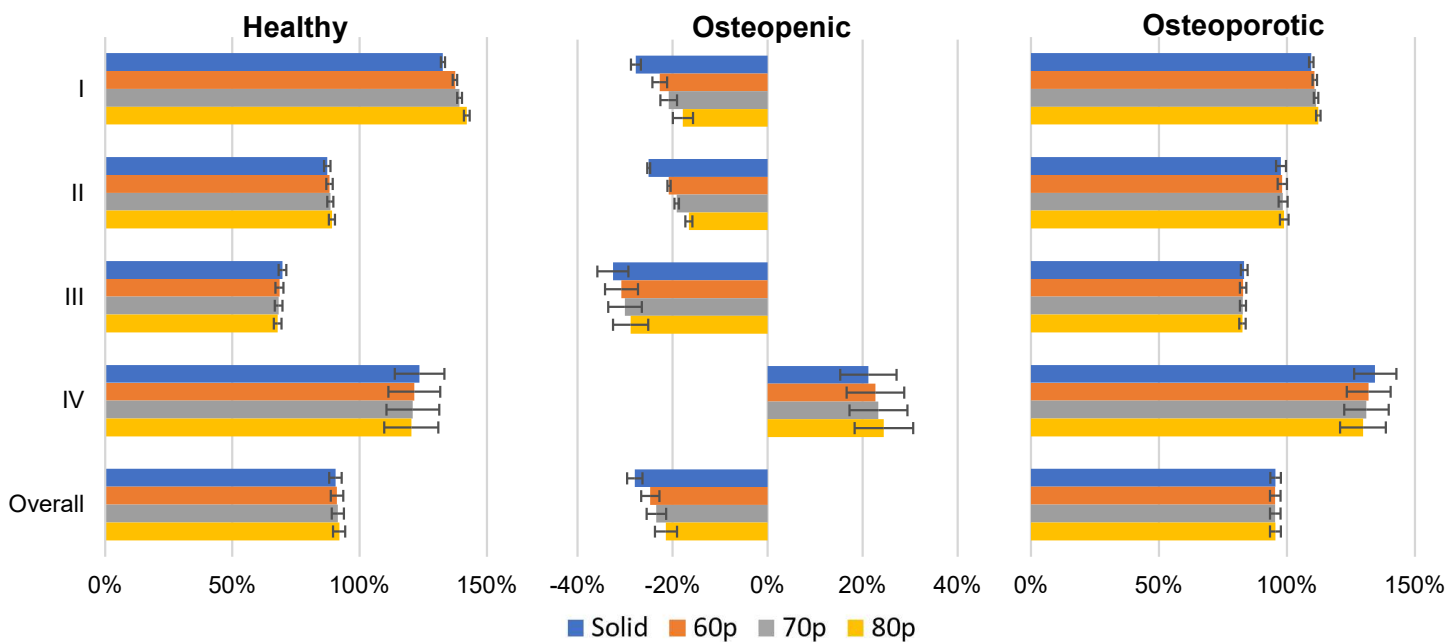 Healthy Osteopenic Osteoporotic
I
II
III
IV
Overall
0% 50% 100% 150% -40% -20% 0% 20% 40% 0% 50% 100% 150%
Solid 60p 70p 80p